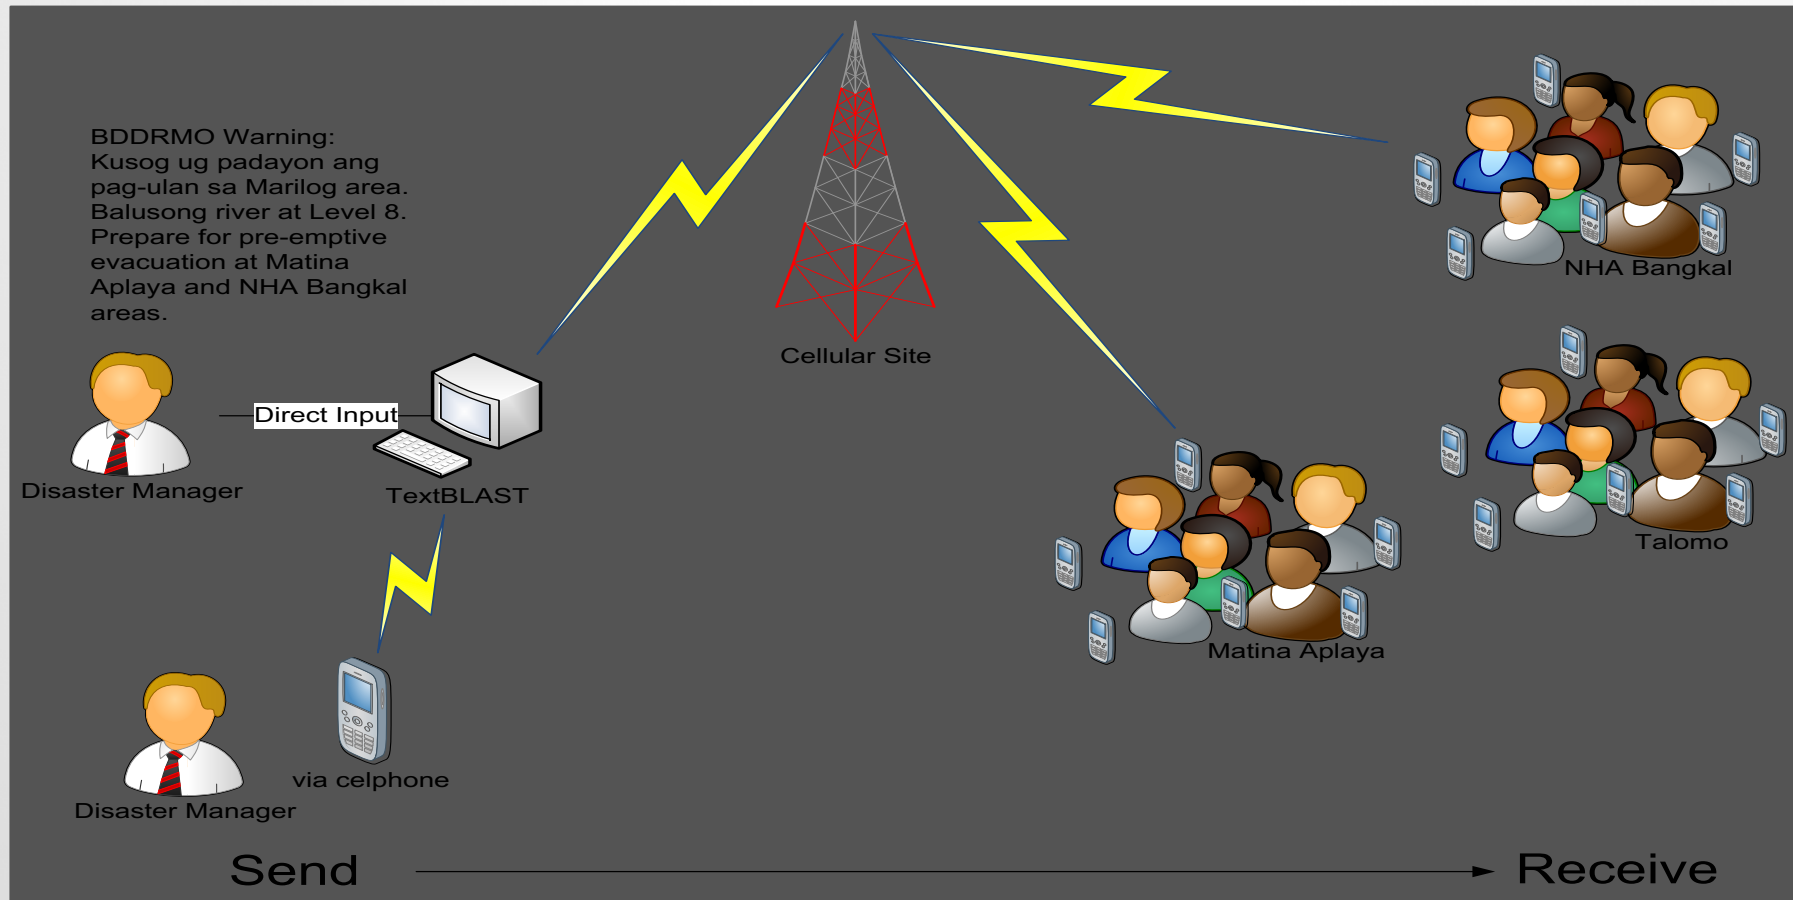 BDDRMO Warning:
Kusog ug padayon ang
pag-ulan sa Marilog area.
Balusong river at Level 8.
Prepare for pre-emptive
evacuation at Matina
Aplaya and NHA Bangkal
areas.
Cellular Site
NHA Bangkal
Direct Input
Disaster Manager
TextBLAST
Talomo
Matina Aplaya
via celphone
Disaster Manager
Send
Receive